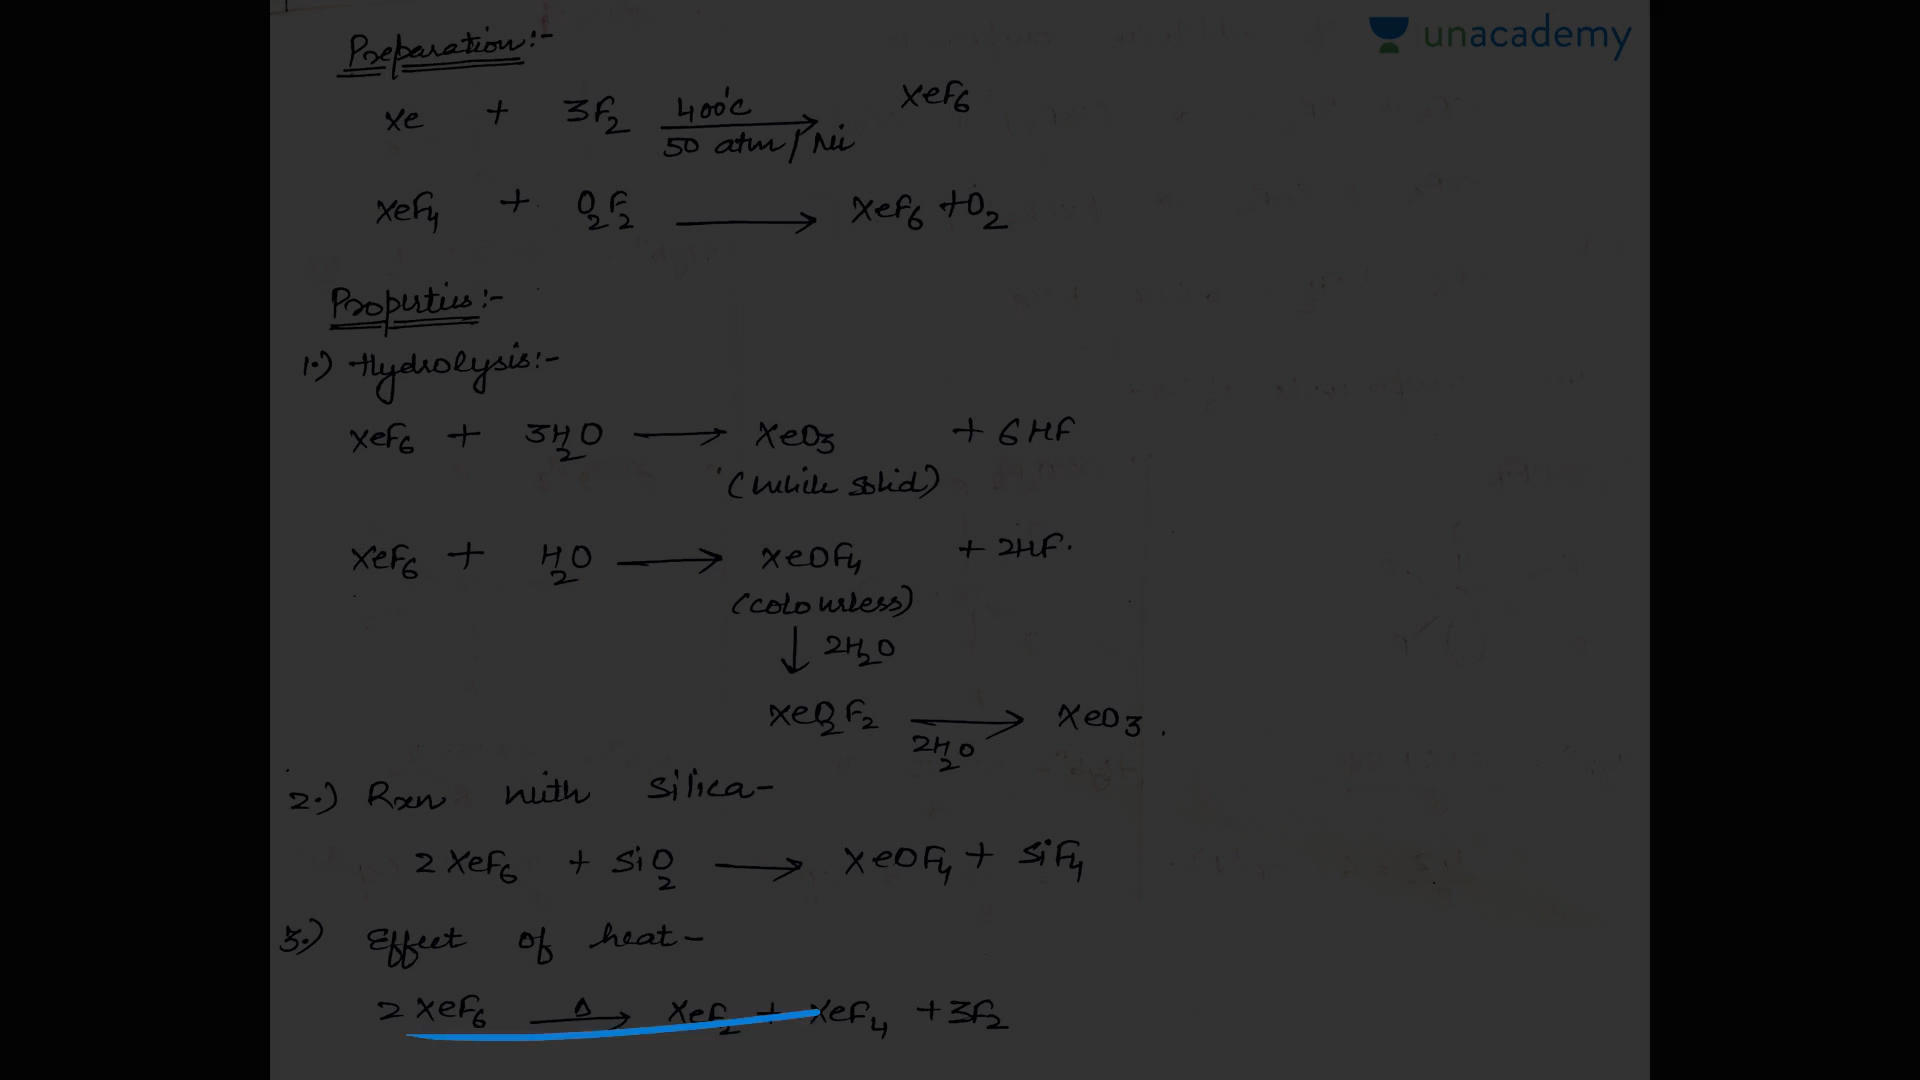 unacademy
Preparation:-
Xe + 3F2 400°C XeF6
50 atm/Ni
XeF4 + O2F2 → XeF6 + O2
Properties:-
1.) Hydrolysis:-
XeF6 + 3H2O → XeO3 + 6HF
(white solid)
XeF6 + H2O → XeOF4 + 2HF.
(colourless)
↓ 2H2O
XeO2F2 → XeO3.
2H2O
2.) Rxn with silica-
2XeF6 + SiO2 → XeOF4 + SiF4
3.) Effect of heat-
2XeF6 Δ→ XeF2 + XeF4 + 3F2